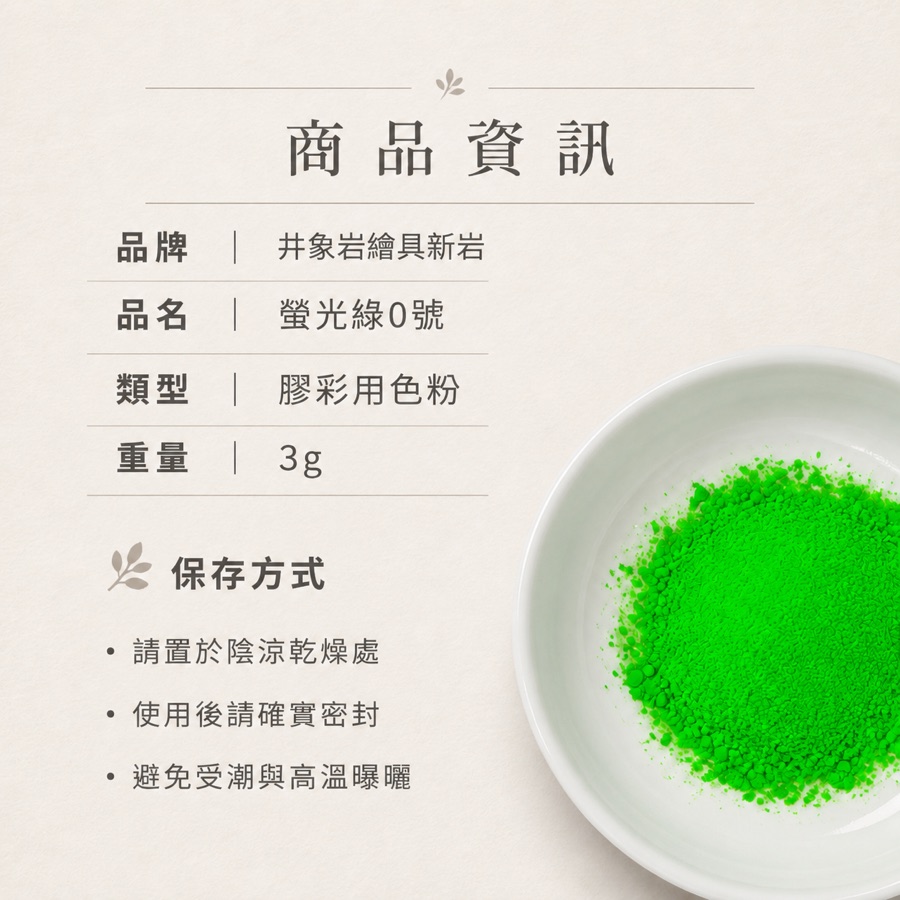 商品資訊
品牌｜井象岩繪具新岩
品名｜螢光綠0號
類型｜膠彩用色粉
重量｜3g
保存方式
• 請置於陰涼乾燥處
• 使用後請確實密封
• 避免受潮與高溫曝曬